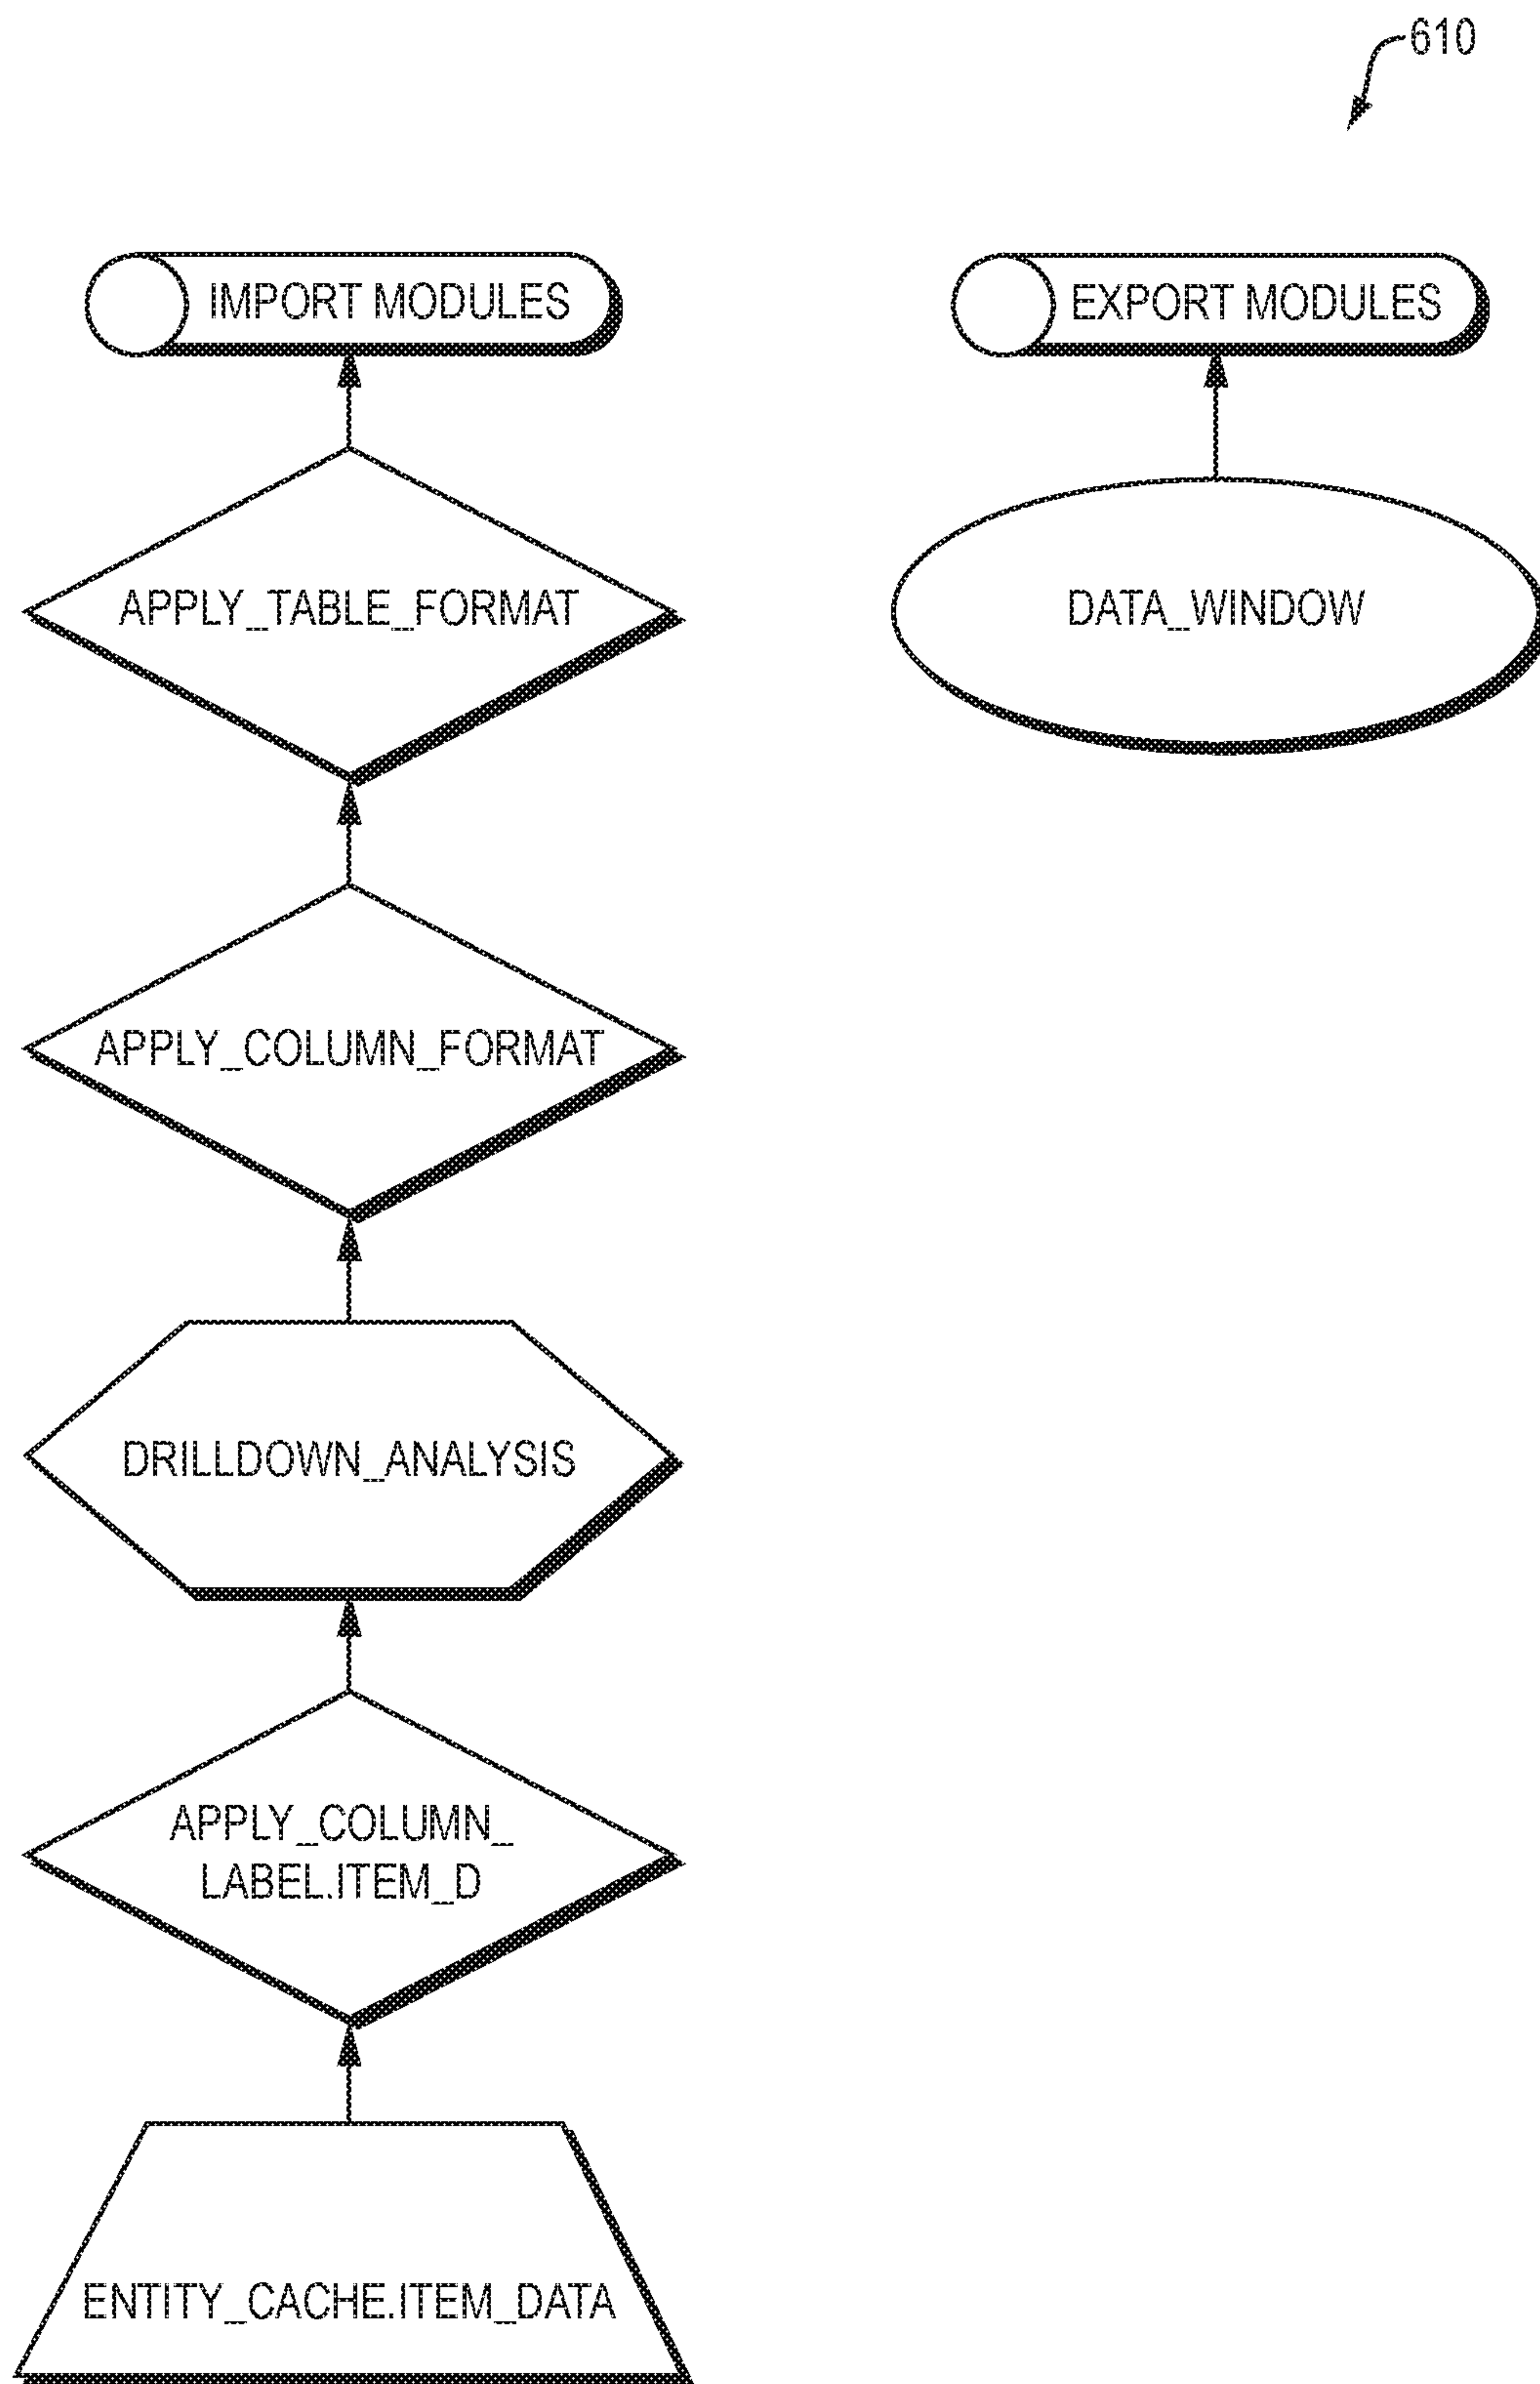 610
IMPORT MODULES
EXPORT MODULES
APPLY_TABLE_FORMAT
DATA_WINDOW
APPLY_COLUMN_FORMAT
DRILLDOWN_ANALYSIS
APPLY_COLUMN_
LABEL.ITEM_D
ENTITY_CACHE.ITEM_DATA